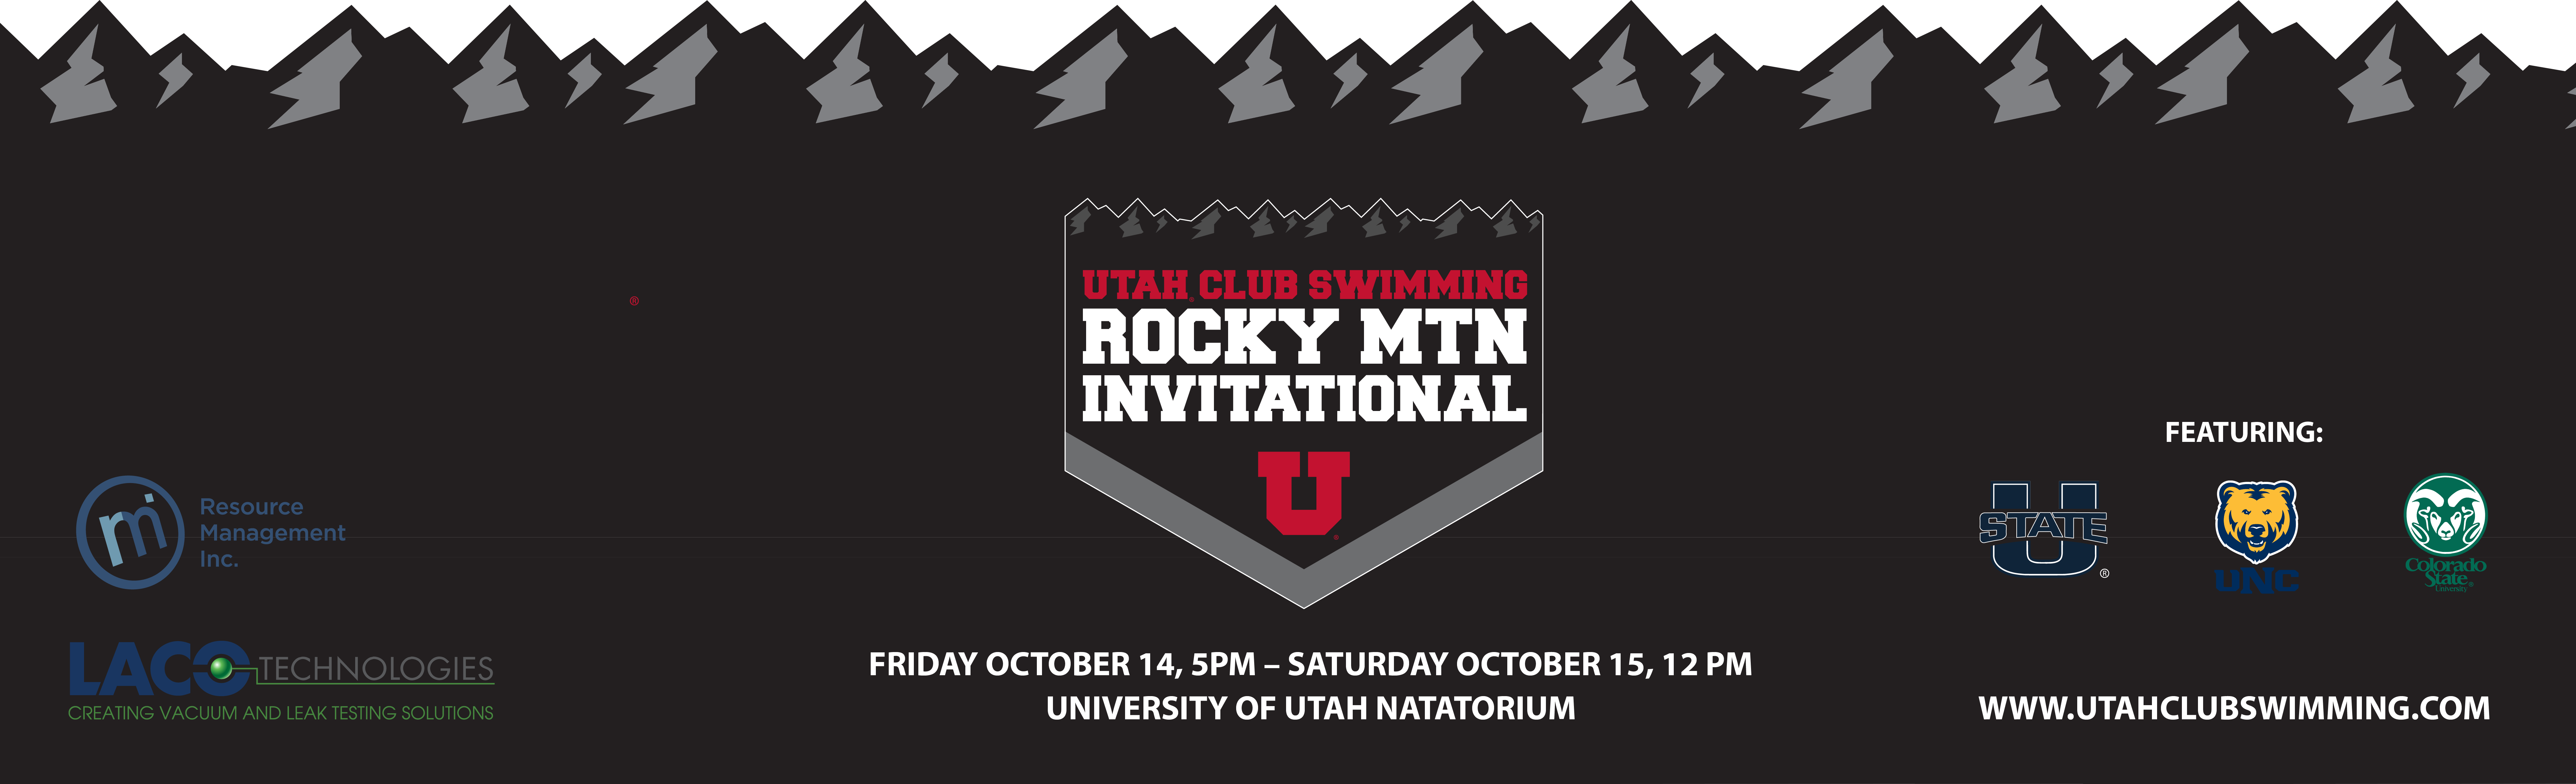 ®
UTAH® CLUB SWIMMING
ROCKY MTN
INVITATIONAL
U®
FEATURING:
mi
Resource
Management
Inc.
U
STATE
®
UNC
Colorado
State®
University
LACO TECHNOLOGIES
CREATING VACUUM AND LEAK TESTING SOLUTIONS
FRIDAY OCTOBER 14, 5PM – SATURDAY OCTOBER 15, 12 PM
UNIVERSITY OF UTAH NATATORIUM
WWW.UTAHCLUBSWIMMING.COM